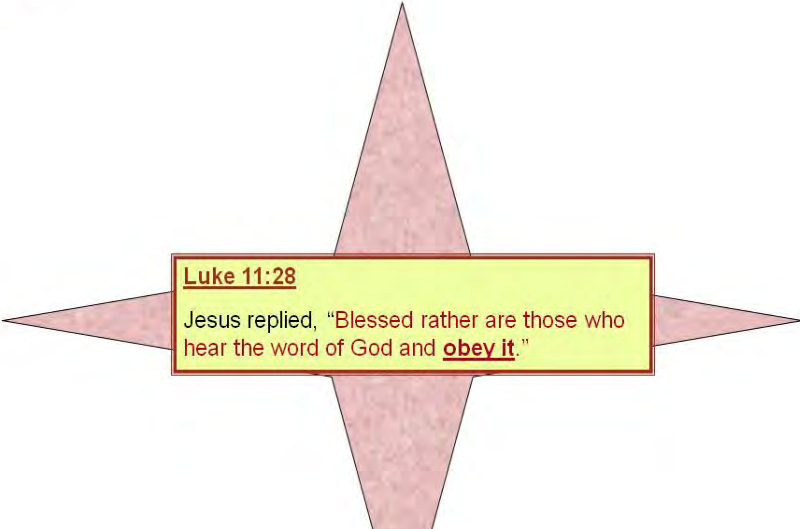 Luke 11:28
Jesus replied, “Blessed rather are those who
hear the word of God and obey it.”